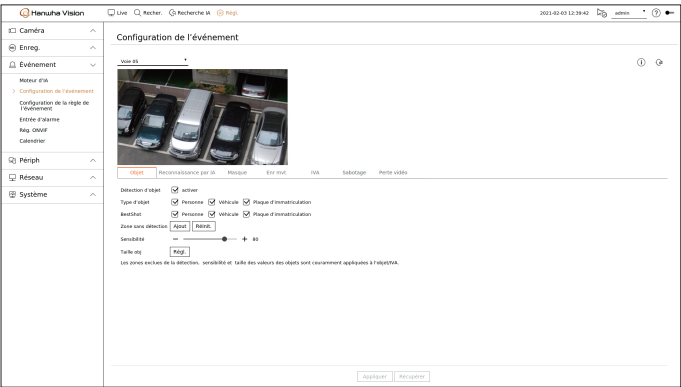 Hanwha Vision
Live Recher. Recherche IA Régl. 2021-02-03 12:39:42 admin ?
Caméra
Enreg.
Événement
Moteur d'IA
Configuration de l'événement
Configuration de la règle de
l'événement
Entrée d'alarme
Rég. ONVIF
Calendrier
Périph
Réseau
Système
Configuration de l'événement
Voie 05
Objet Reconnaissance par IA Masque Enr mvt IVA Sabotage Perte vidéo
Détection d'objet activer
Type d'objet Personne Véhicule Plaque d'Immatriculation
BestShot Personne Véhicule Plaque d'Immatriculation
Zone sans détection Ajout Réinit.
Sensibilité 80
Taille obj Régl.
Les zones exclues de la détection, sensibilité et taille des valeurs des objets sont couramment appliquées à l'objet/IVA.
Appliquer Récupérer